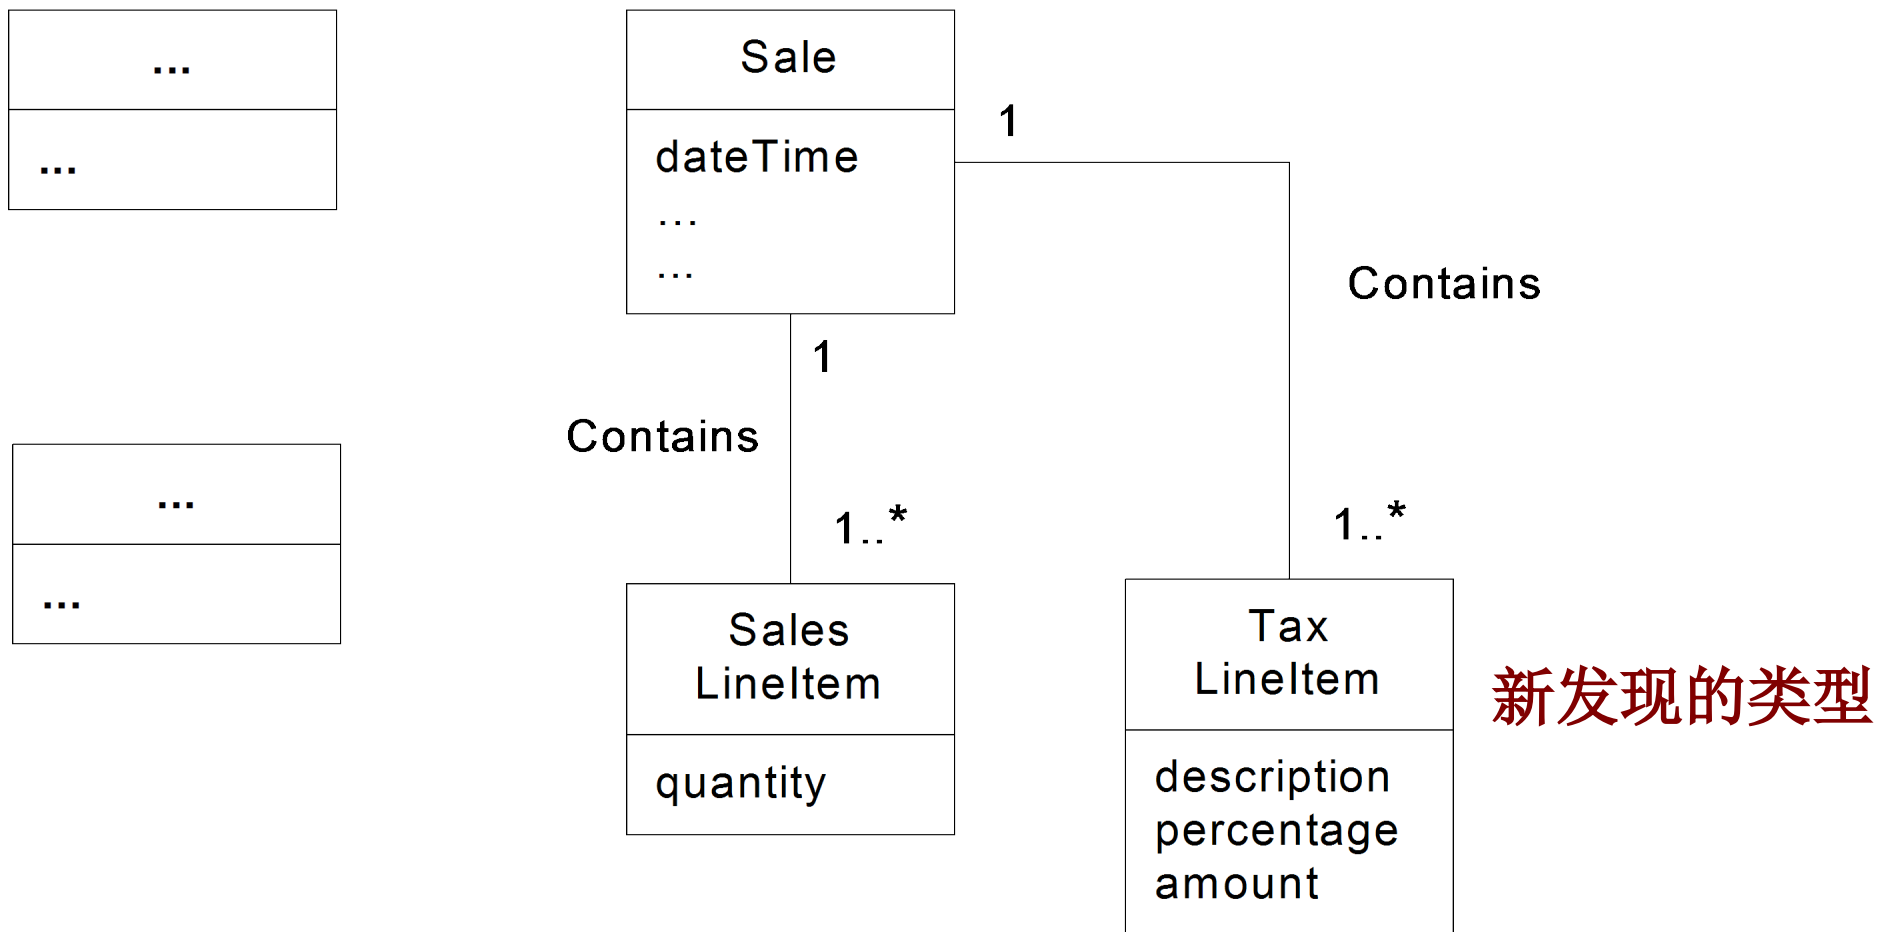 ...
...
Sale
dateTime
...
...
1
Contains
1
Contains
1..*
1..*
...
...
Sales
LineItem
quantity
Tax
LineItem
description
percentage
amount
新发现的类型